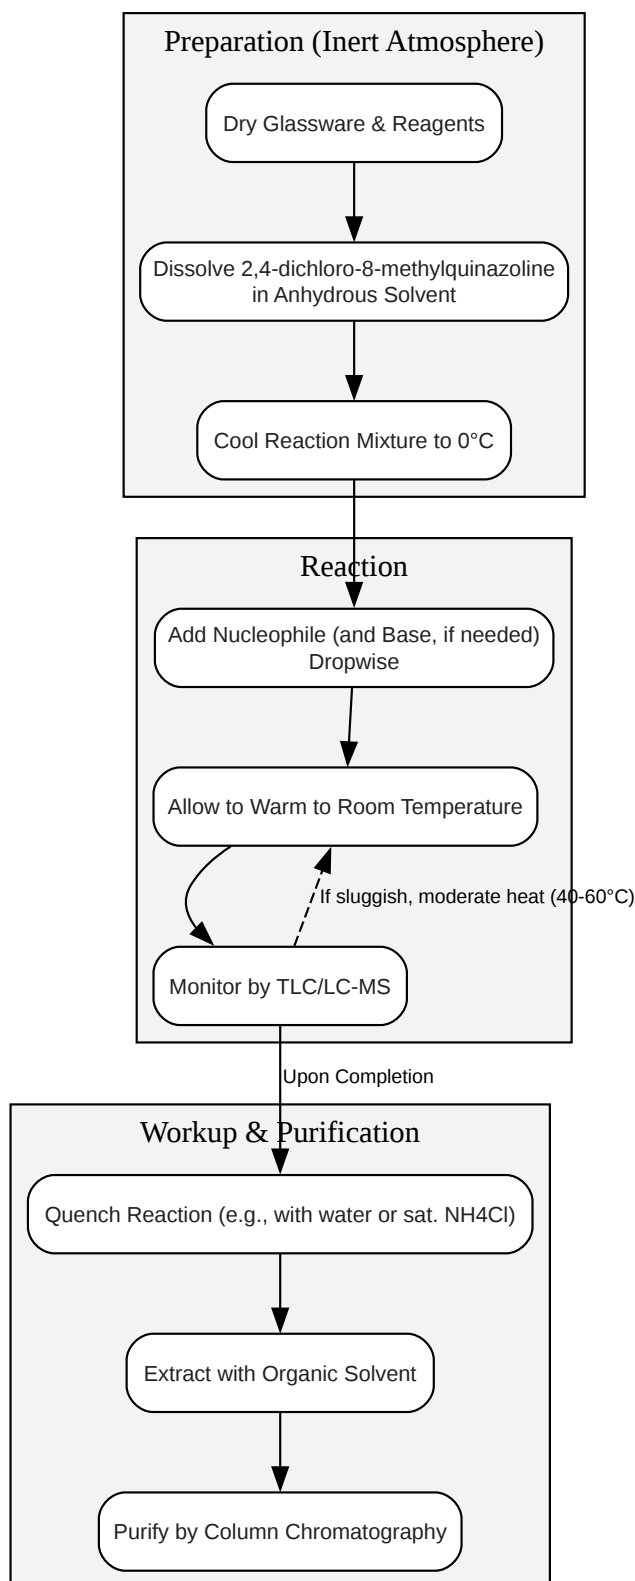 Preparation (Inert Atmosphere)
Dry Glassware & Reagents
Dissolve 2,4-dichloro-8-methylquinazoline
in Anhydrous Solvent
Cool Reaction Mixture to 0°C
Reaction
Add Nucleophile (and Base, if needed)
Dropwise
Allow to Warm to Room Temperature
If sluggish, moderate heat (40-60°C)
Monitor by TLC/LC-MS
Upon Completion
Workup & Purification
Quench Reaction (e.g., with water or sat. NH4Cl)
Extract with Organic Solvent
Purify by Column Chromatography